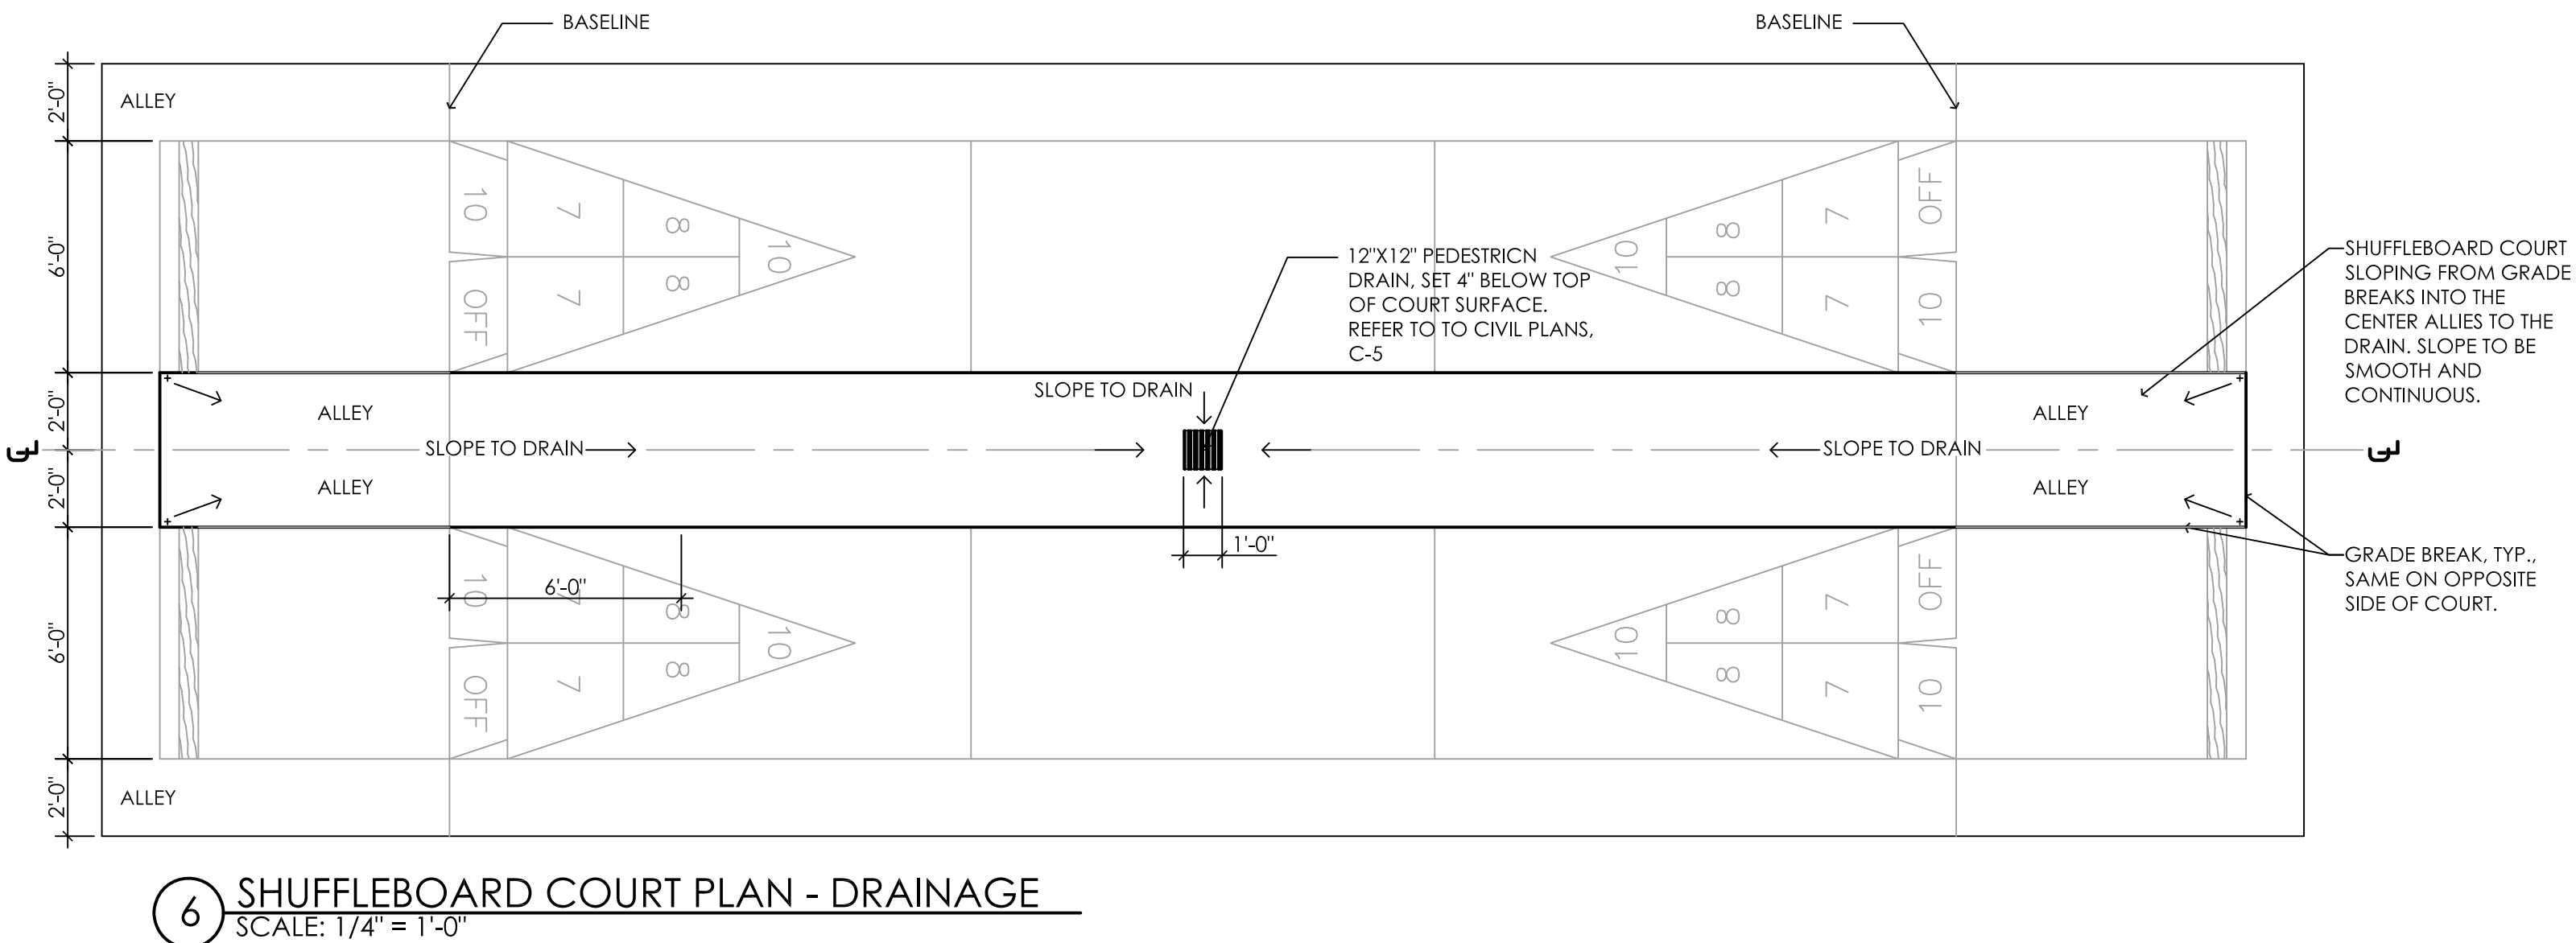 BASELINE
BASELINE
2'-0"
ALLEY
6'-0"
10
7
8
10
OFF
7
8
10
8
8
7
7
OFF
10
12"X12" PEDESTRICN
DRAIN, SET 4" BELOW TOP
OF COURT SURFACE.
REFER TO TO CIVIL PLANS,
C-5
SHUFFLEBOARD COURT
SLOPING FROM GRADE
BREAKS INTO THE
CENTER ALLIES TO THE
DRAIN. SLOPE TO BE
SMOOTH AND
CONTINUOUS.
2'-0"
ALLEY
SLOPE TO DRAIN
ALLEY
CL
SLOPE TO DRAIN
SLOPE TO DRAIN
CL
2'-0"
ALLEY
ALLEY
1'-0"
6'-0"
GRADE BREAK, TYP.,
SAME ON OPPOSITE
SIDE OF COURT.
6'-0"
10
7
8
10
OFF
7
8
10
8
8
7
7
OFF
10
2'-0"
ALLEY
6 SHUFFLEBOARD COURT PLAN - DRAINAGE
SCALE: 1/4" = 1'-0"